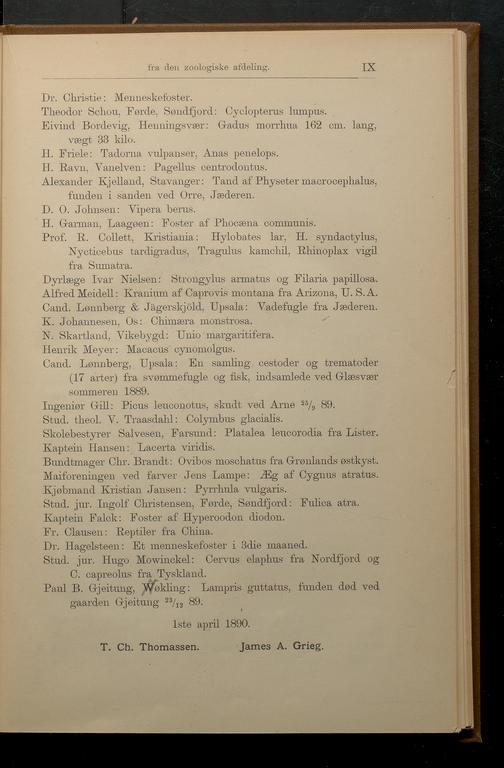 fra den zoologiske afdeling. IX
Dr. Christie: Menneskefoster.
Theodor Schou, Førde, Søndfjord: Cyclopterus lumpus.
Eivind Bordevig, Henningsvær: Gadus morrhua 162 cm. lang,
vægt 33 kilo.
H. Friele: Tadorna vulpanser, Anas penelops.
H. Ravn, Vanelven: Pagellus centrodontus.
Alexander Kjelland, Stavanger: Tand af Physeter macrocephalus,
funden i sanden ved Orre, Jæderen.
D. O. Johnsen: Vipera berus.
H. Garman, Laagøen: Foster af Phocæna communis.
Prof. R. Collett, Kristiania: Hylobates lar, H. syndactylus,
Nycticebus tardigradus, Tragulus kamchil, Rhinoplax vigil
fra Sumatra.
Dyrlæge Ivar Nielsen: Strongylus armatus og Filaria papillosa.
Alfred Meidell: Kranium af Caprovis montana fra Arizona, U. S. A.
Cand. Lønnberg & Jägerskjöld, Upsala: Vadefugle fra Jæderen.
K. Johannesen, Os: Chimæra monstrosa.
N. Skartland, Vikebygd: Unio margaritifera.
Henrik Meyer: Macacus cynomolgus.
Cand. Lønnberg, Upsala: En samling cestoder og trematoder
(17 arter) fra svømmefugle og fisk, indsamlede ved Glæsvær
sommeren 1889.
Ingeniør Gill: Picus leuconotus, skudt ved Arne 25/9 89.
Stud. theol. V. Traasdahl: Colymbus glacialis.
Skolebestyrer Salvesen, Farsund: Platalea leucorodia fra Lister.
Kaptein Hansen: Lacerta viridis.
Bundtmager Chr. Brandt: Ovibos moschatus fra Grønlands østkyst.
Maiforeningen ved farver Jens Lampe: Æg af Cygnus atratus.
Kjøbmand Kristian Jansen: Pyrrhula vulgaris.
Stud. jur. Ingolf Christensen, Førde, Søndfjord: Fulica atra.
Kaptein Falck: Foster af Hyperoodon diodon.
Fr. Clausen: Reptiler fra China.
Dr. Hagelsteen: Et menneskefoster i 3die maaned.
Stud. jur. Hugo Mowinckel: Cervus elaphus fra Nordfjord og
C. capreolus fra Tyskland.
Paul B. Gjeitung, Wøkling: Lampris guttatus, funden død ved
gaarden Gjeitung 23/12 89.
1ste april 1890.
T. Ch. Thomassen. James A. Grieg.